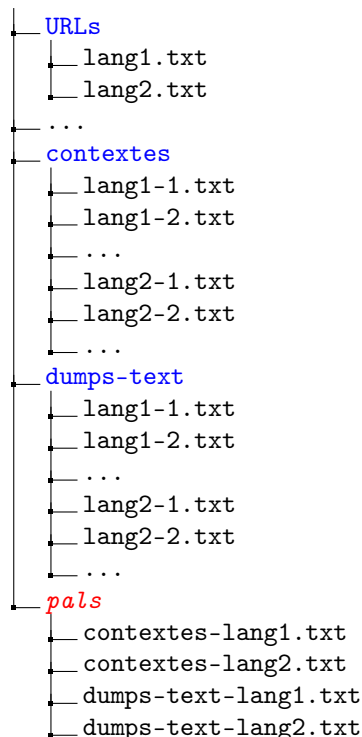 URLs
lang1.txt
lang2.txt
...
contextes
lang1-1.txt
lang1-2.txt
...
lang2-1.txt
lang2-2.txt
...
dumps-text
lang1-1.txt
lang1-2.txt
...
lang2-1.txt
lang2-2.txt
...
pals
contextes-lang1.txt
contextes-lang2.txt
dumps-text-lang1.txt
dumps-text-lang2.txt